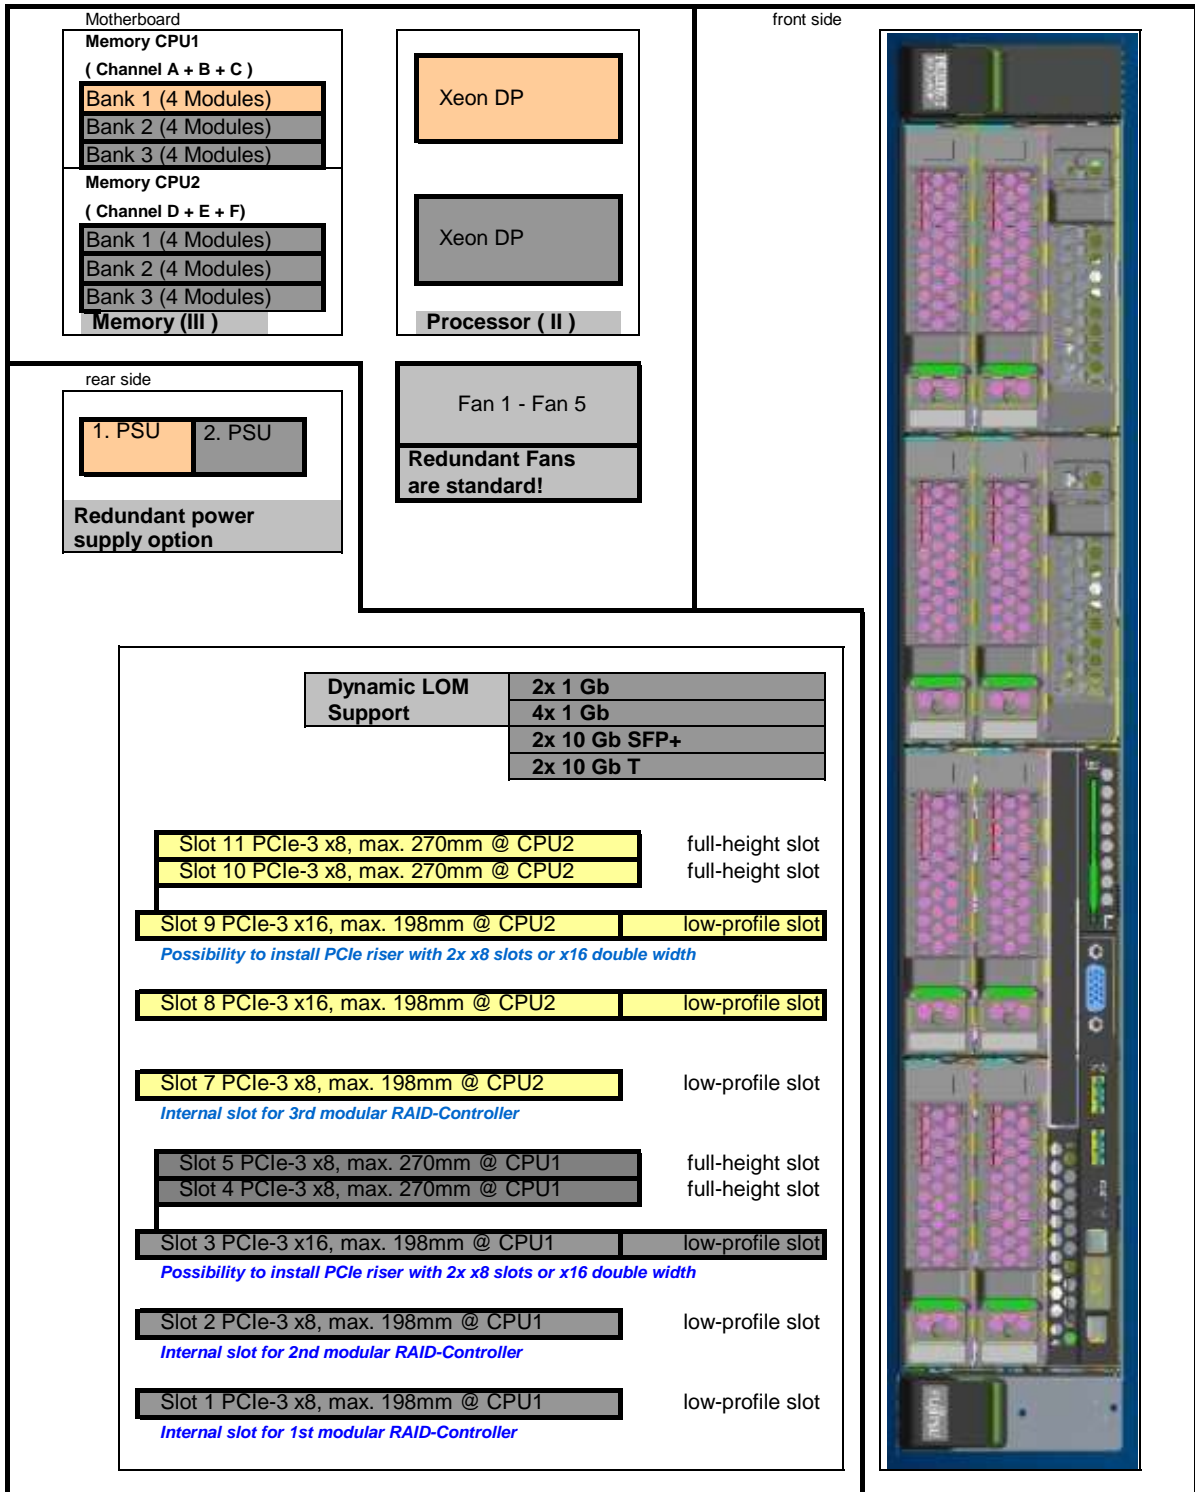 Motherboard
Memory CPU1
( Channel A + B + C )
Bank 1 (4 Modules)
Bank 2 (4 Modules)
Bank 3 (4 Modules)
Memory CPU2
( Channel D + E + F)
Bank 1 (4 Modules)
Bank 2 (4 Modules)
Bank 3 (4 Modules)
Memory (III )
Xeon DP
Xeon DP
Processor ( II )
front side
rear side
1. PSU
2. PSU
Redundant power
supply option
Fan 1 - Fan 5
Redundant Fans
are standard!
Dynamic LOM
Support
2x 1 Gb
4x 1 Gb
2x 10 Gb SFP+
2x 10 Gb T
Slot 11 PCIe-3 x8, max. 270mm @ CPU2 full-height slot
Slot 10 PCIe-3 x8, max. 270mm @ CPU2 full-height slot
Slot 9 PCIe-3 x16, max. 198mm @ CPU2 low-profile slot
Possibility to install PCIe riser with 2x x8 slots or x16 double width
Slot 8 PCIe-3 x16, max. 198mm @ CPU2 low-profile slot
Slot 7 PCIe-3 x8, max. 198mm @ CPU2 low-profile slot
Internal slot for 3rd modular RAID-Controller
Slot 5 PCIe-3 x8, max. 270mm @ CPU1 full-height slot
Slot 4 PCIe-3 x8, max. 270mm @ CPU1 full-height slot
Slot 3 PCIe-3 x16, max. 198mm @ CPU1 low-profile slot
Possibility to install PCIe riser with 2x x8 slots or x16 double width
Slot 2 PCIe-3 x8, max. 198mm @ CPU1 low-profile slot
Internal slot for 2nd modular RAID-Controller
Slot 1 PCIe-3 x8, max. 198mm @ CPU1 low-profile slot
Internal slot for 1st modular RAID-Controller